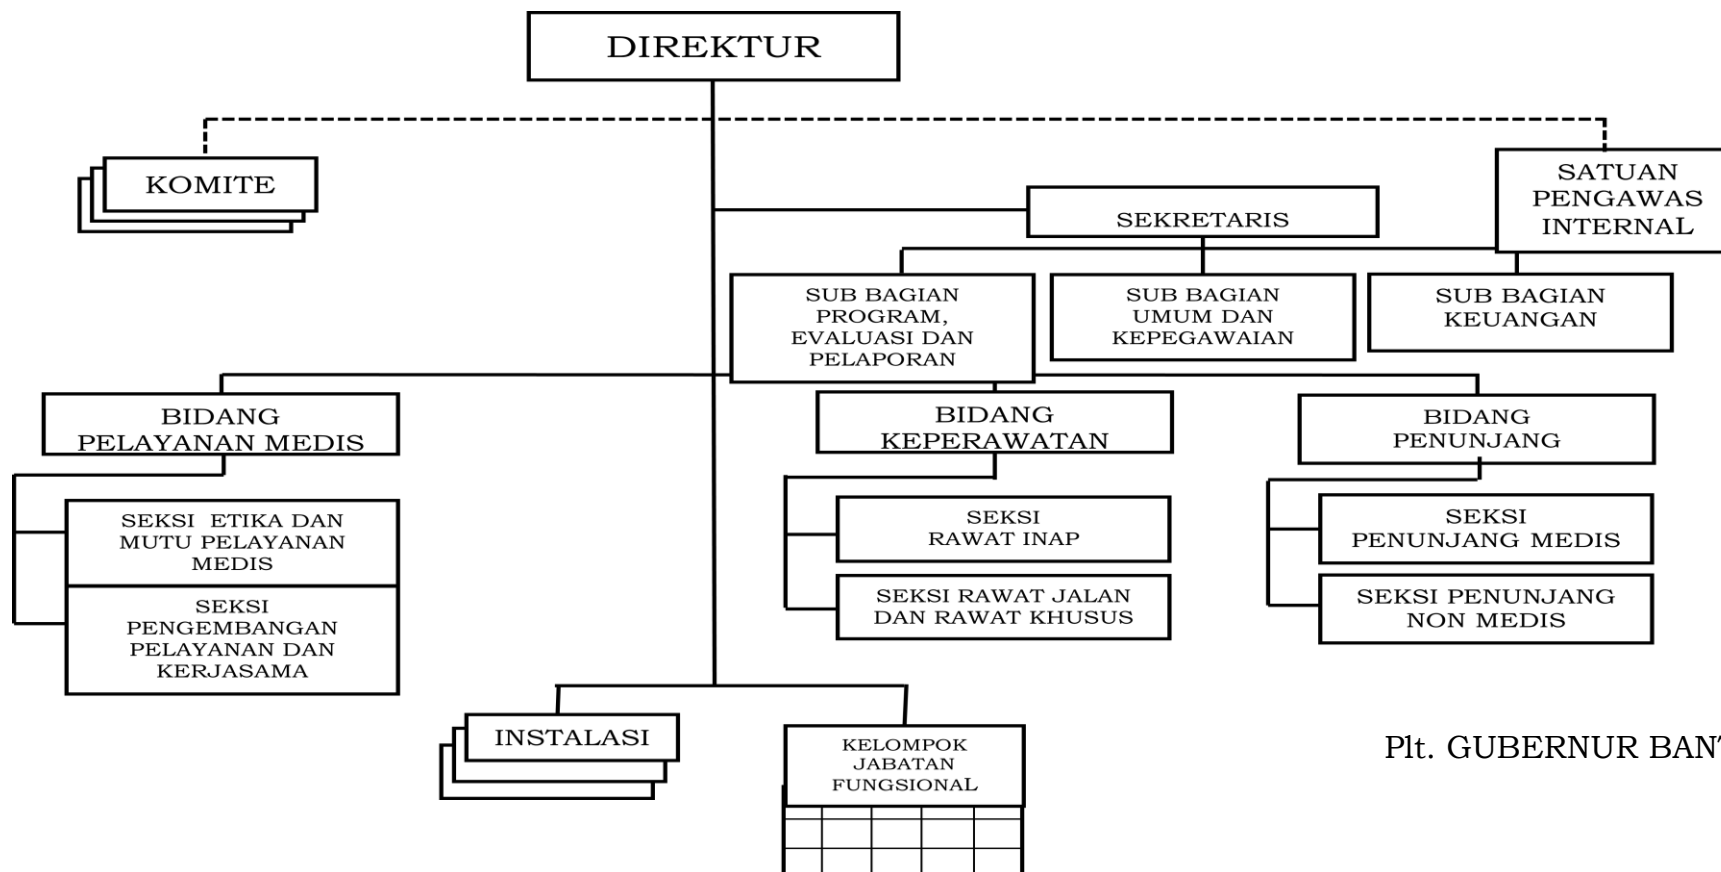 DIREKTUR
KOMITE
SATUAN
PENGAWAS
INTERNAL
SEKRETARIS
SUB BAGIAN
PROGRAM,
EVALUASI DAN
PELAPORAN
SUB BAGIAN
UMUM DAN
KEPEGAWAIAN
SUB BAGIAN
KEUANGAN
BIDANG
PELAYANAN MEDIS
BIDANG
KEPERAWATAN
BIDANG
PENUNJANG
SEKSI ETIKA DAN
MUTU PELAYANAN
MEDIS
SEKSI
PENGEMBANGAN
PELAYANAN DAN
KERJASAMA
SEKSI
RAWAT INAP
SEKSI RAWAT JALAN
DAN RAWAT KHUSUS
SEKSI
PENUNJANG MEDIS
SEKSI PENUNJANG
NON MEDIS
INSTALASI
KELOMPOK
JABATAN
FUNGSIONAL
Plt. GUBERNUR